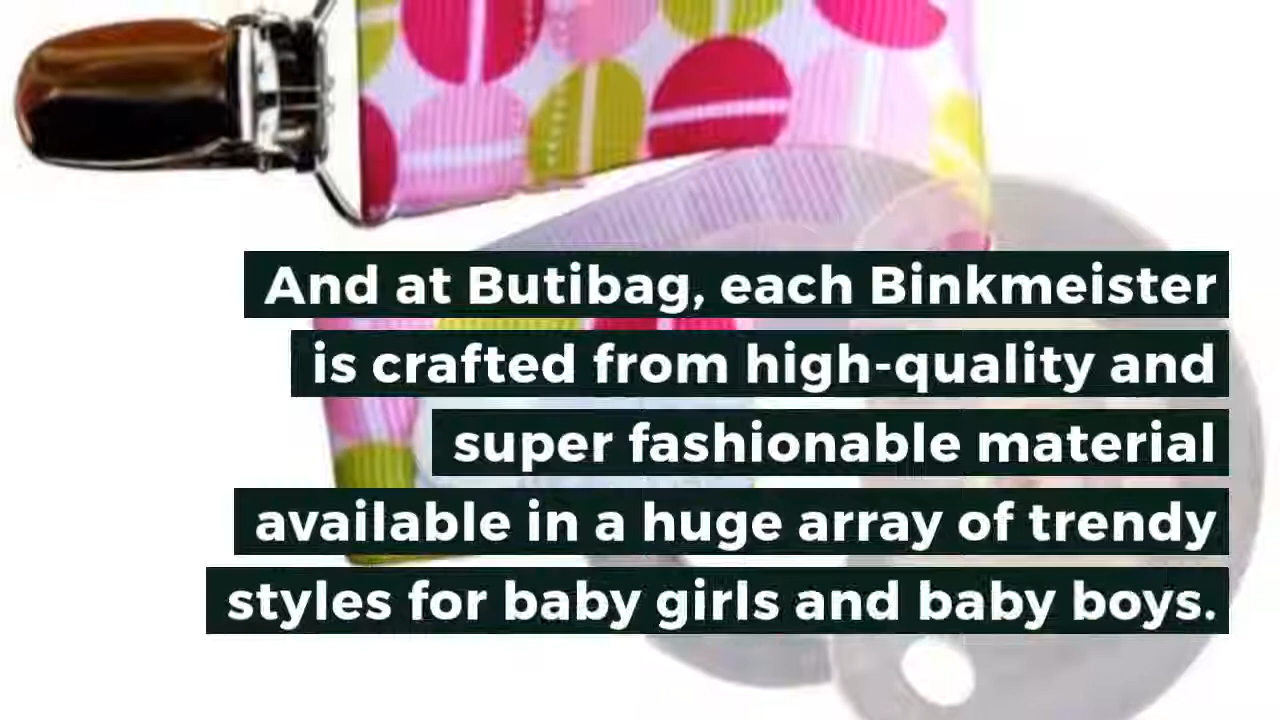 And at Butibag, each Binkmeister
is crafted from high-quality and
super fashionable material
available in a huge array of trendy
styles for baby girls and baby boys.